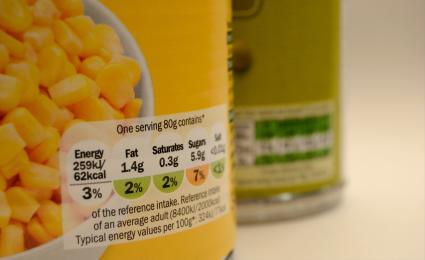 One serving 80g contains*
Energy Fat Saturates Sugars Salt
259kJ/ 1.4g 0.3g 5.9g
62kcal
3% 2% 2% 7%
of the reference intake. Reference intake
of an average adult (8400kJ/2000kcal)
Typical energy values per 100g*: 324kJ/77kcal